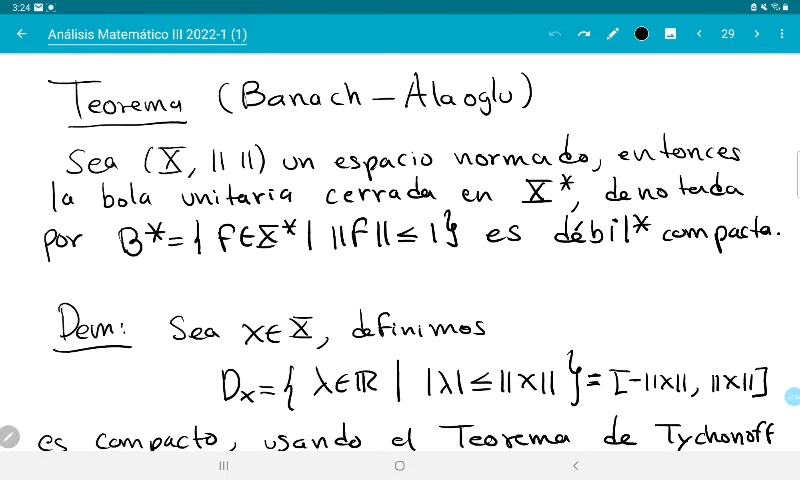 3:24
Análisis Matemático III 2022-1 (1)
29
Teorema (Banach - Alaoglu)
Sea (X, || ||) un espacio normado, entonces
la bola unitaria cerrada en X*, denotada
por B* = { f ∈ X* | ||f|| ≤ 1 } es débil* compacta.
Dem: Sea x ∈ X, definimos
Dx = { λ ∈ ℝ | |λ| ≤ ||x|| } = [-||x||, ||x||]
es compacto, usando el Teorema de Tychonoff